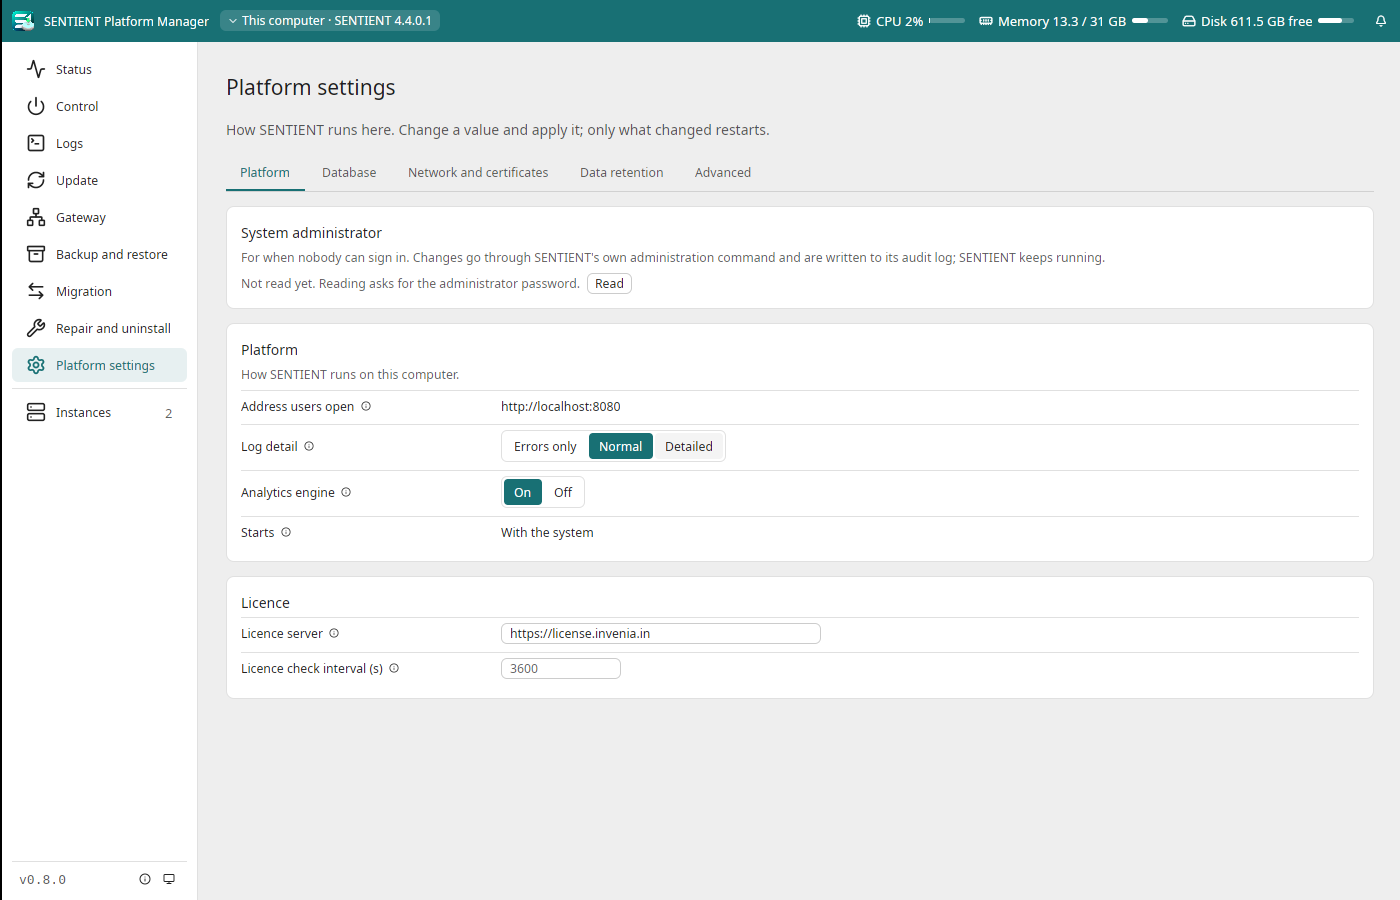 SENTIENT Platform Manager
This computer · SENTIENT 4.4.0.1
CPU 2%
Memory 13.3 / 31 GB
Disk 611.5 GB free
Status
Control
Logs
Update
Gateway
Backup and restore
Migration
Repair and uninstall
Platform settings
Instances 2
v0.8.0
Platform settings
How SENTIENT runs here. Change a value and apply it; only what changed restarts.
Platform Database Network and certificates Data retention Advanced
System administrator
For when nobody can sign in. Changes go through SENTIENT's own administration command and are written to its audit log; SENTIENT keeps running.
Not read yet. Reading asks for the administrator password. Read
Platform
How SENTIENT runs on this computer.
Address users open http://localhost:8080
Log detail Errors only Normal Detailed
Analytics engine On Off
Starts With the system
Licence
Licence server https://license.invenia.in
Licence check interval (s) 3600